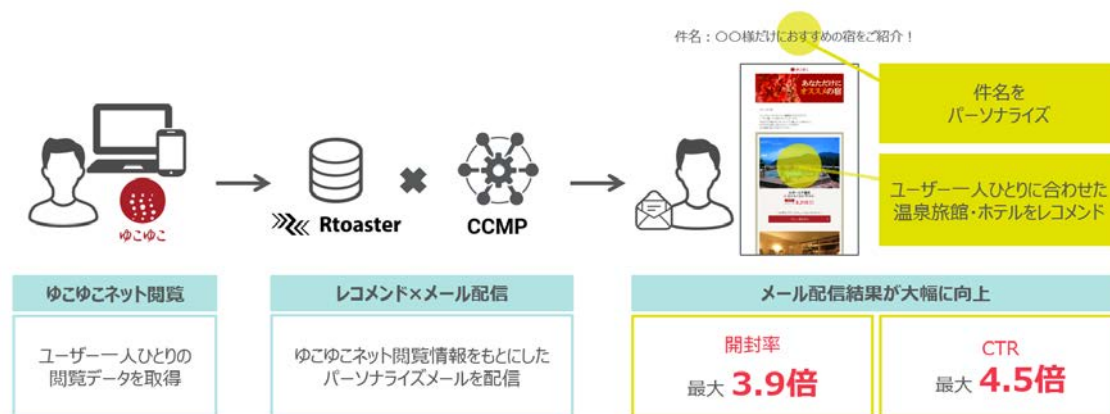 件名：〇〇様だけにおすすめの宿をご紹介！
あなただけに
オススメの宿
件名を
パーソナライズ
ユーザー一人ひとりに合わせた
温泉旅館・ホテルをレコメンド
ゆこゆこ
Rtoaster
CCMP
ゆこゆこネット閲覧
ユーザー一人ひとりの
閲覧データを取得
レコメンド×メール配信
ゆこゆこネット閲覧情報をもとにした
パーソナライズメールを配信
メール配信結果が大幅に向上
開封率
最大 3.9倍
CTR
最大 4.5倍